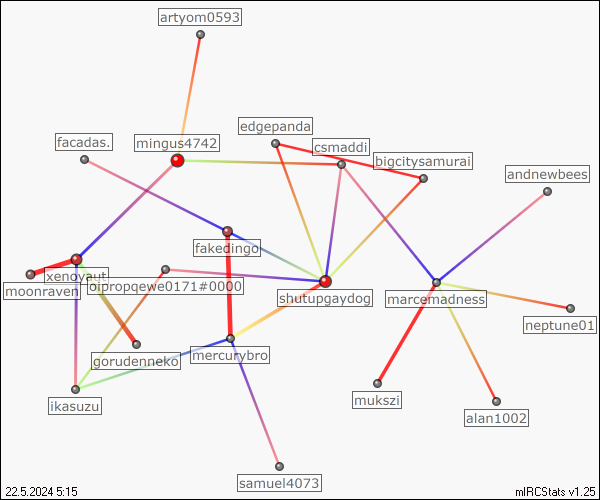 artyom0593
edgepanda
facadas.
mingus4742
csmaddi
bigcitysamurai
andnewbees
fakedingo
xenoyaut
oipropqewe0171#0000
moonraven
shutupgaydog
marcemadness
neptune01
gorudenneko
mercurybro
mukszi
ikasuzu
alan1002
samuel4073
22.5.2024 5:15
mIRCStats v1.25